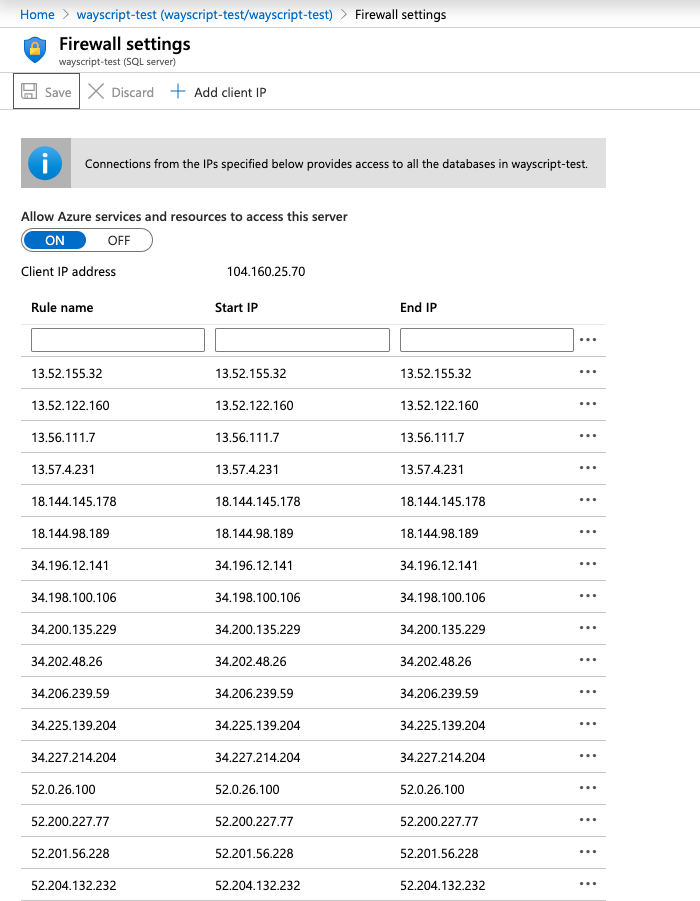 Home > wayscript-test (wayscript-test/wayscript-test) > Firewall settings
Firewall settings
wayscript-test (SQL server)
Save Discard + Add client IP
Connections from the IPs specified below provides access to all the databases in wayscript-test.
Allow Azure services and resources to access this server
ON OFF
Client IP address 104.160.25.70
Rule name Start IP End IP
13.52.155.32 13.52.155.32 13.52.155.32
13.52.122.160 13.52.122.160 13.52.122.160
13.56.111.7 13.56.111.7 13.56.111.7
13.57.4.231 13.57.4.231 13.57.4.231
18.144.145.178 18.144.145.178 18.144.145.178
18.144.98.189 18.144.98.189 18.144.98.189
34.196.12.141 34.196.12.141 34.196.12.141
34.198.100.106 34.198.100.106 34.198.100.106
34.200.135.229 34.200.135.229 34.200.135.229
34.202.48.26 34.202.48.26 34.202.48.26
34.206.239.59 34.206.239.59 34.206.239.59
34.225.139.204 34.225.139.204 34.225.139.204
34.227.214.204 34.227.214.204 34.227.214.204
52.0.26.100 52.0.26.100 52.0.26.100
52.200.227.77 52.200.227.77 52.200.227.77
52.201.56.228 52.201.56.228 52.201.56.228
52.204.132.232 52.204.132.232 52.204.132.232